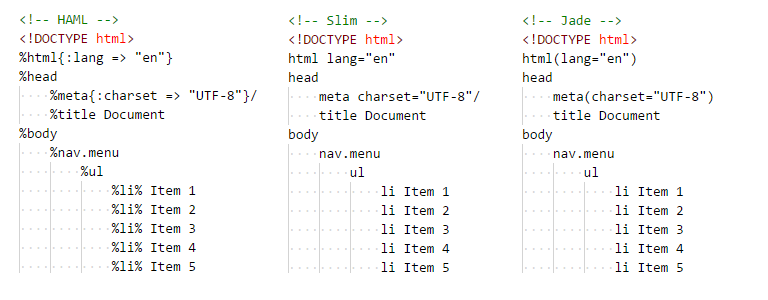 <!-- HAML -->
<!DOCTYPE html>
%html{:lang => "en"}
%head
%meta{:charset => "UTF-8"}/
%title Document
%body
%nav.menu
%ul
%li% Item 1
%li% Item 2
%li% Item 3
%li% Item 4
%li% Item 5
<!-- Slim -->
<!DOCTYPE html>
html lang="en"
head
meta charset="UTF-8"/
title Document
body
nav.menu
ul
li Item 1
li Item 2
li Item 3
li Item 4
li Item 5
<!-- Jade -->
<!DOCTYPE html>
html(lang="en")
head
meta(charset="UTF-8")
title Document
body
nav.menu
ul
li Item 1
li Item 2
li Item 3
li Item 4
li Item 5